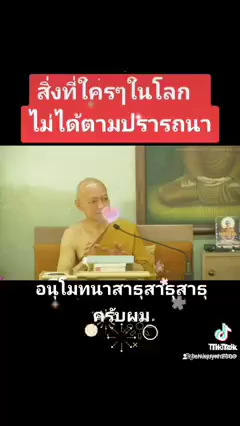 สิ่งที่ใครๆในโลก
ไม่ได้ตามปรารถนา
อนุโมทนาสาธุสาธุสาธุ
ครับผม
TikTok